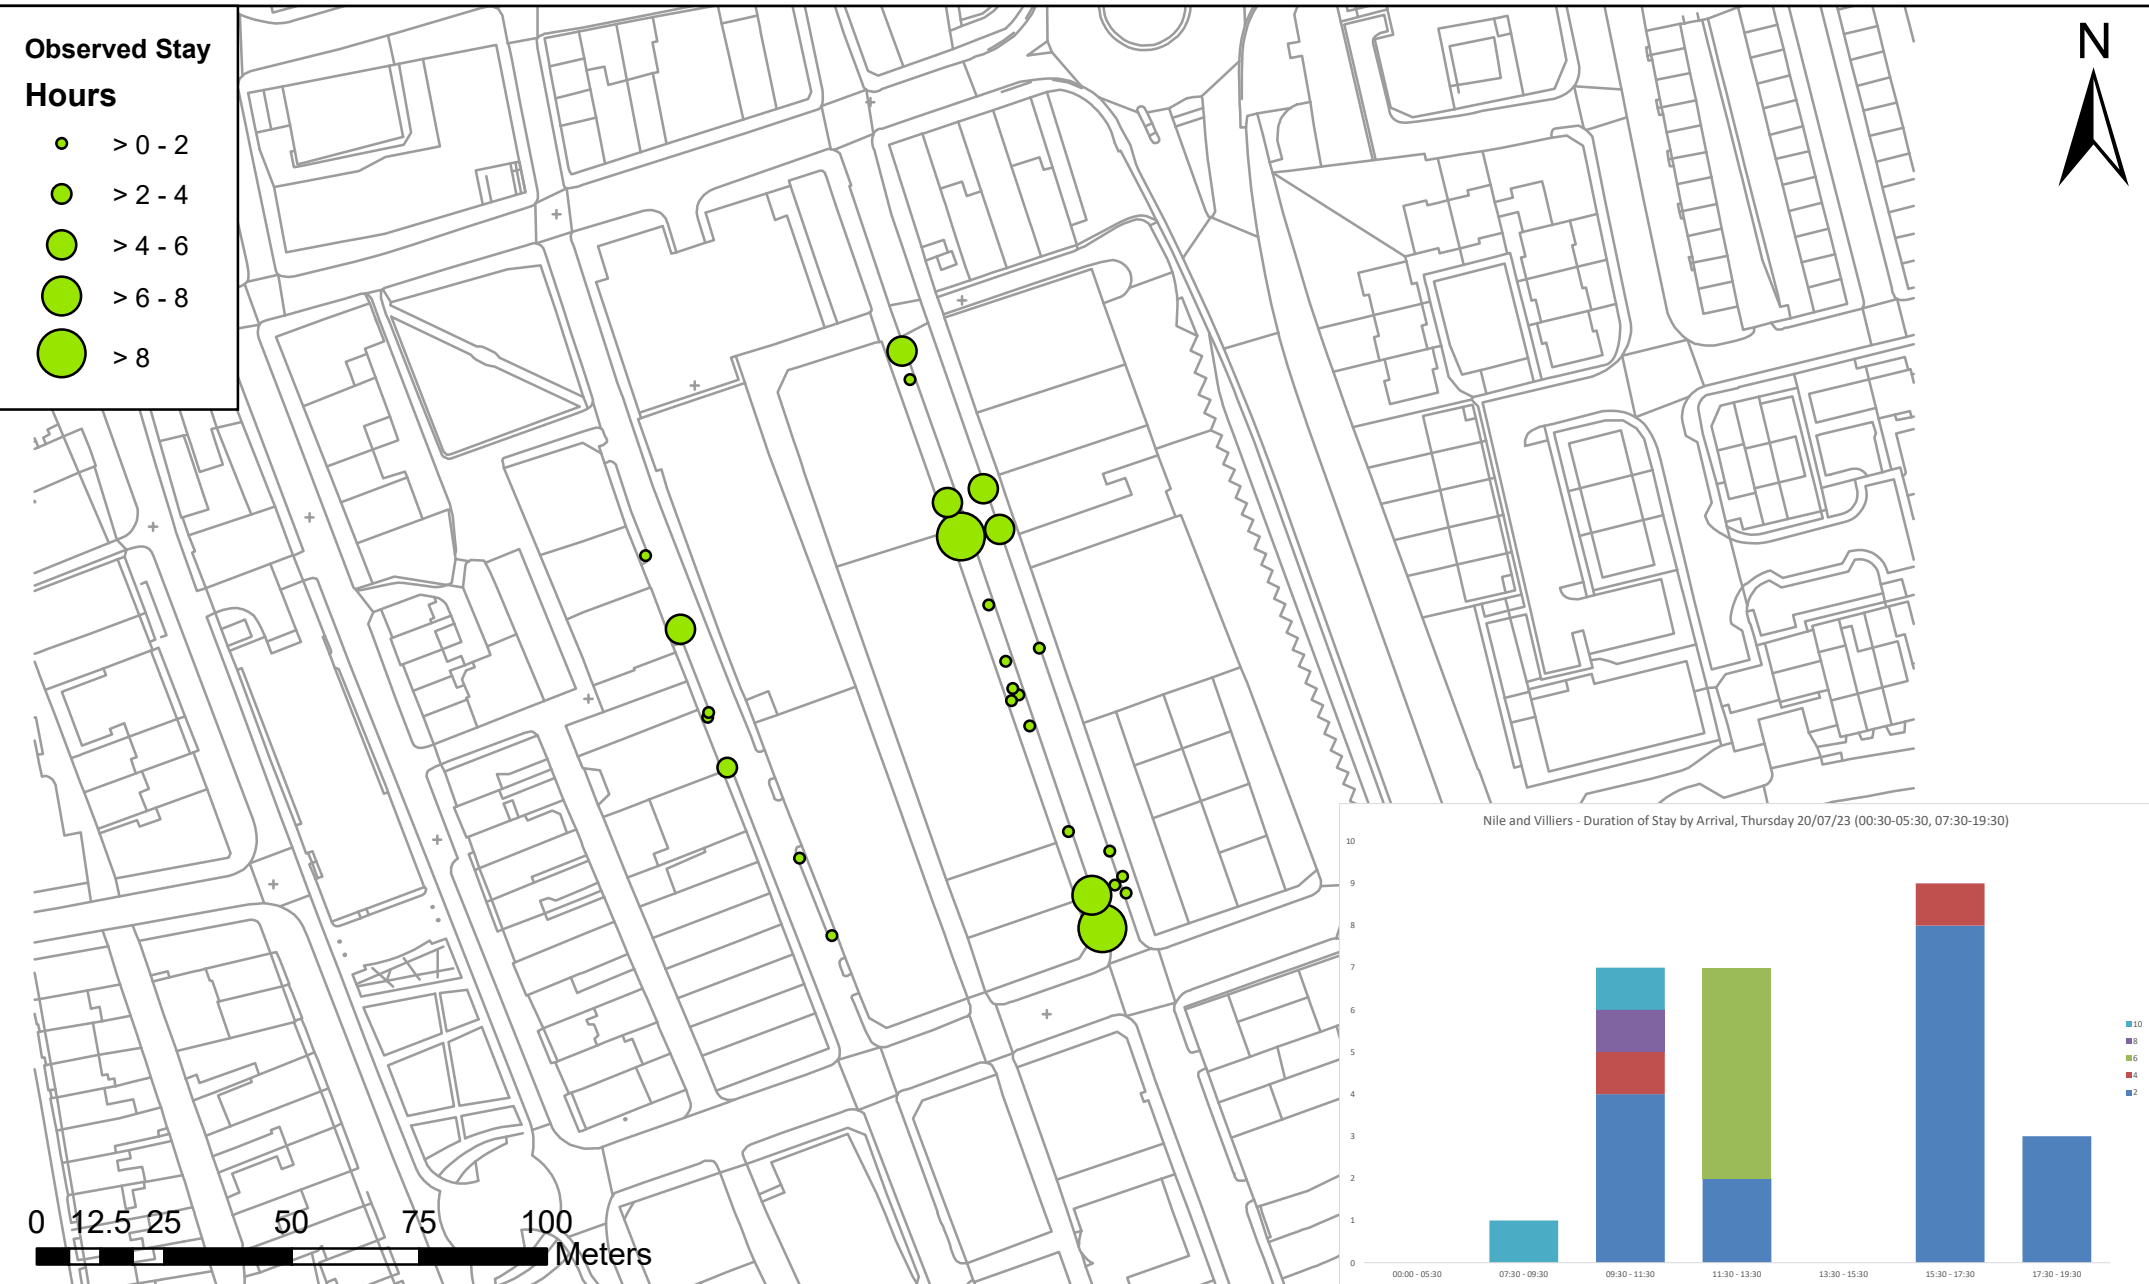 Observed Stay
Hours
> 0 - 2
> 2 - 4
> 4 - 6
> 6 - 8
> 8
N
Nile and Villiers - Duration of Stay by Arrival, Thursday 20/07/23 (00:30-05:30, 07:30-19:30)
10
9
8
7
6
5
4
3
2
1
0
10
8
6
4
2
00:00 - 05:30 07:30 - 09:30 09:30 - 11:30 11:30 - 13:30 13:30 - 15:30 15:30 - 17:30 17:30 - 19:30
0 12.5 25 50 75 100
Meters